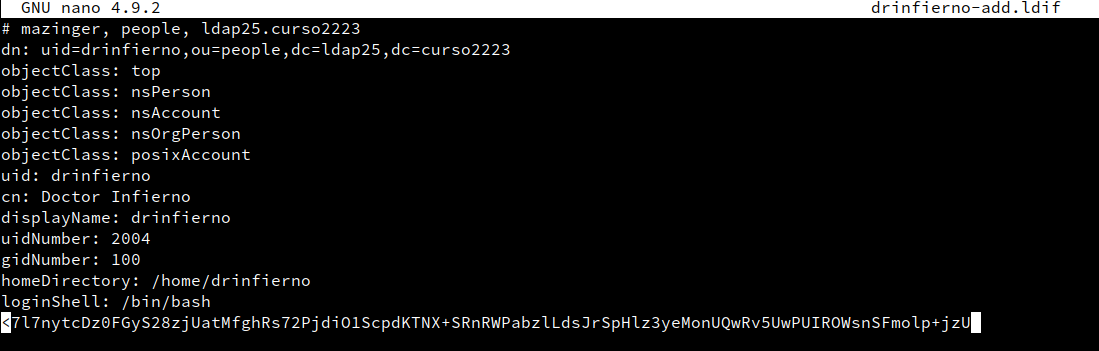 GNU nano 4.9.2 drinfierno-add.ldif
# mazinger, people, ldap25.curso2223
dn: uid=drinfierno,ou=people,dc=ldap25,dc=curso2223
objectClass: top
objectClass: nsPerson
objectClass: nsAccount
objectClass: nsOrgPerson
objectClass: posixAccount
uid: drinfierno
cn: Doctor Infierno
displayName: drinfierno
uidNumber: 2004
gidNumber: 100
homeDirectory: /home/drinfierno
loginShell: /bin/bash
<7l7nytcDz0FGyS28zjUatMfghRs72PjdiO1ScpdKTNX+SRnRWPabzlLdsJrSpHlz3yeMonUQwRv5UwPUIROWsnSFmolp+jzU